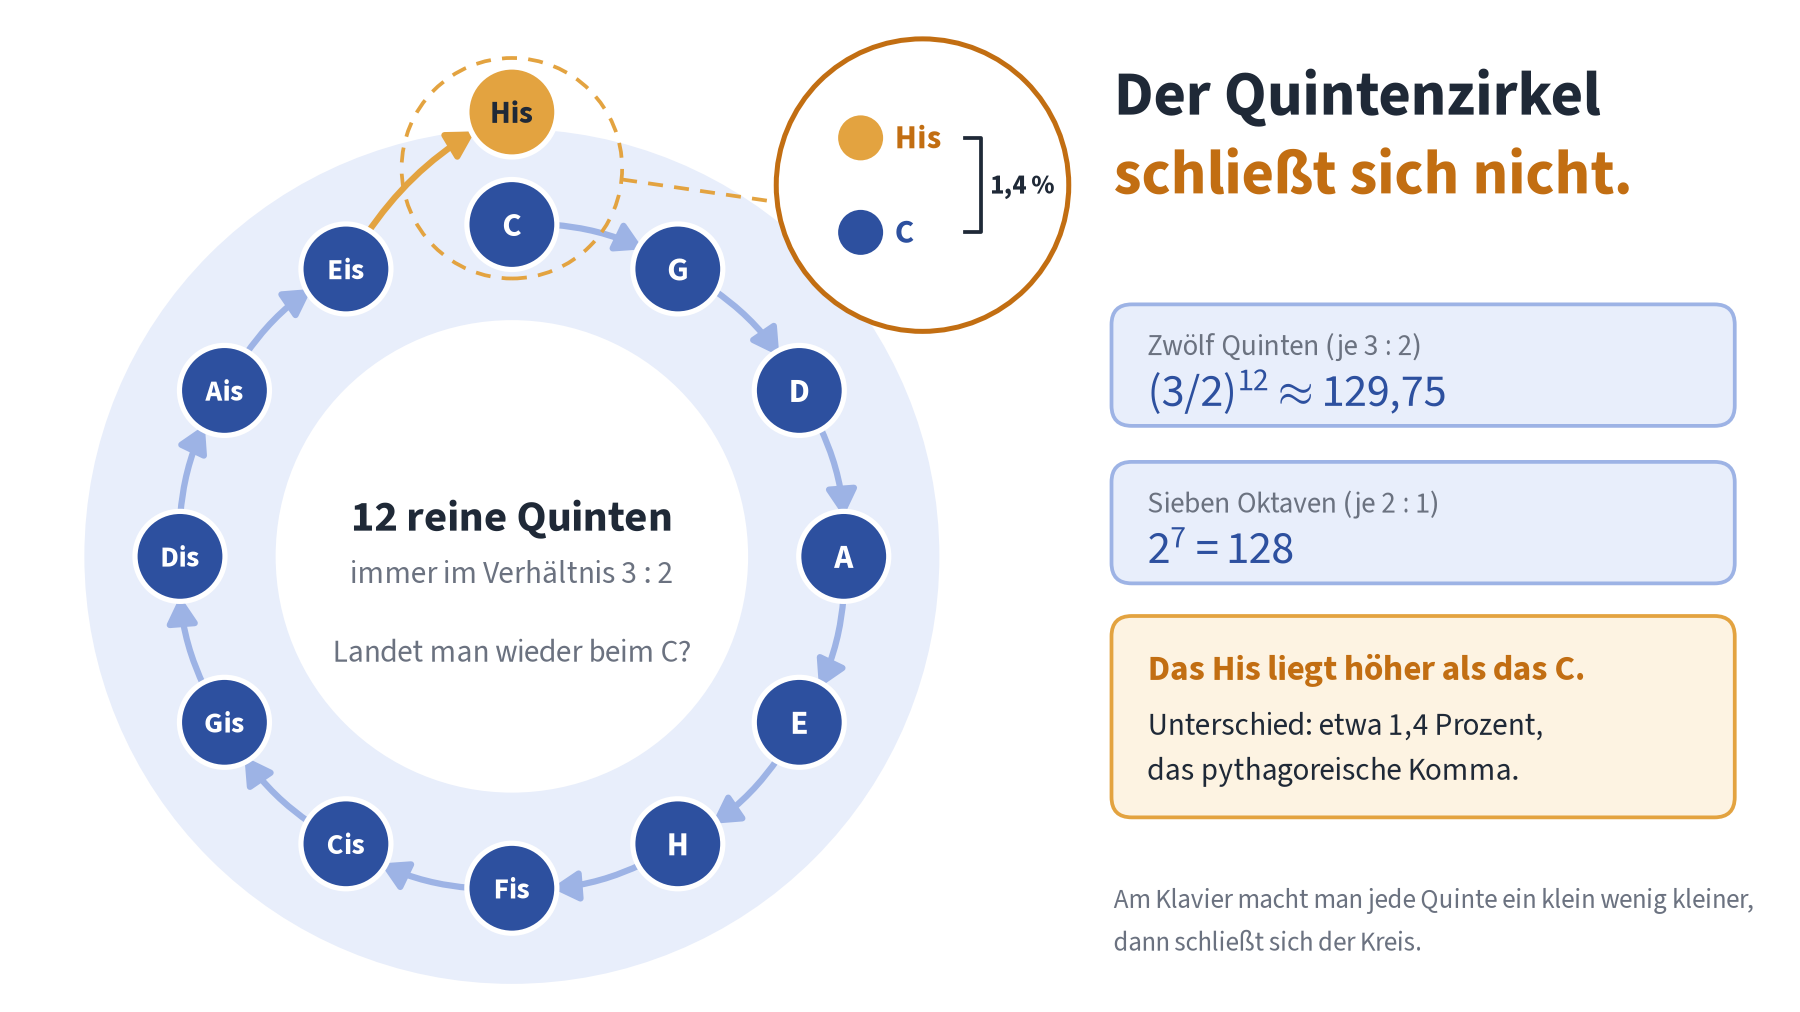 Der Quintenzirkel
schließt sich nicht.
His
C
G
D
A
E
H
Fis
Cis
Gis
Dis
Ais
Eis
His
C
1,4 %
12 reine Quinten
immer im Verhältnis 3 : 2
Landet man wieder beim C?
Zwölf Quinten (je 3 : 2)
(3/2)¹² ≈ 129,75
Sieben Oktaven (je 2 : 1)
2⁷ = 128
Das His liegt höher als das C.
Unterschied: etwa 1,4 Prozent,
das pythagoreische Komma.
Am Klavier macht man jede Quinte ein klein wenig kleiner,
dann schließt sich der Kreis.